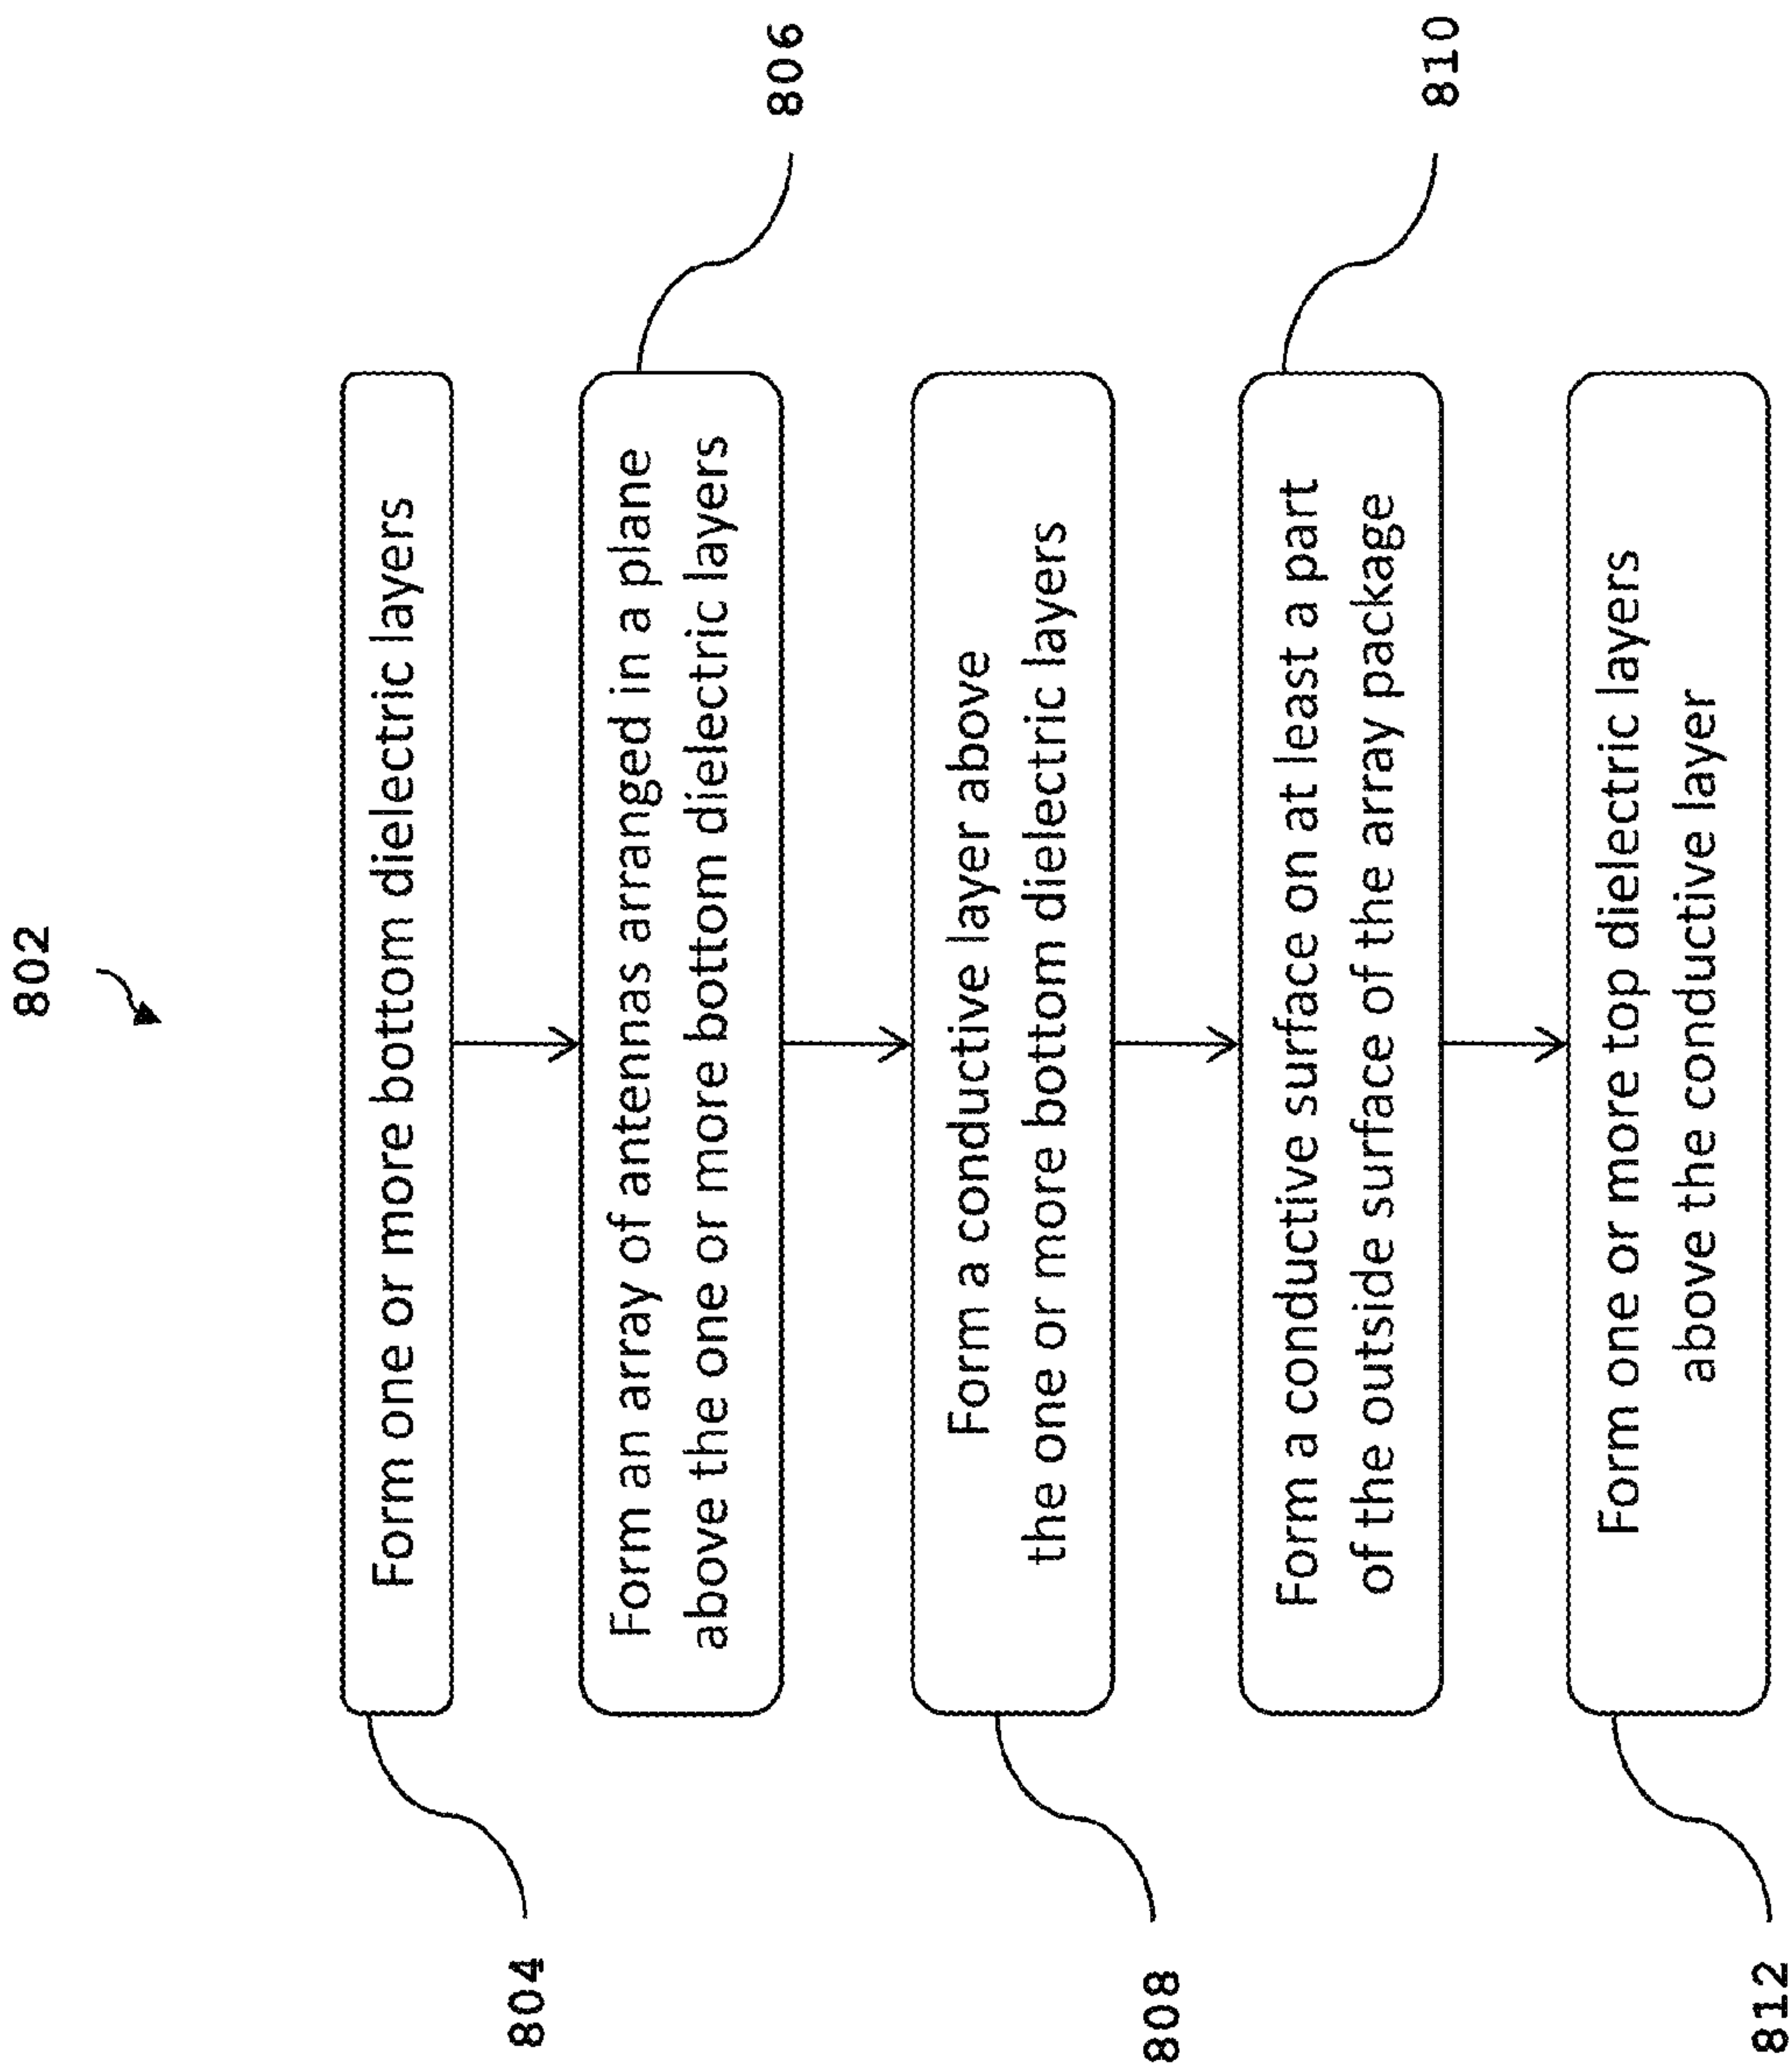 802
804
Form one or more bottom dielectric layers
806
Form an array of antennas arranged in a plane
above the one or more bottom dielectric layers
808
Form a conductive layer above
the one or more bottom dielectric layers
810
Form a conductive surface on at least a part
of the outside surface of the array package
812
Form one or more top dielectric layers
above the conductive layer